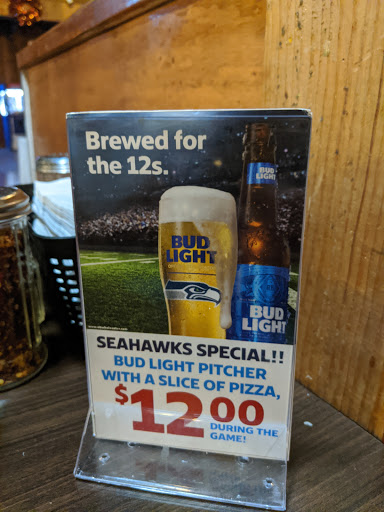 Brewed for
the 12s.
BUD
LIGHT
BUD
LIGHT
BUD
LIGHT
SEAHAWKS SPECIAL!!
BUD LIGHT PITCHER
WITH A SLICE OF PIZZA,
$12.00
DURING THE
GAME!